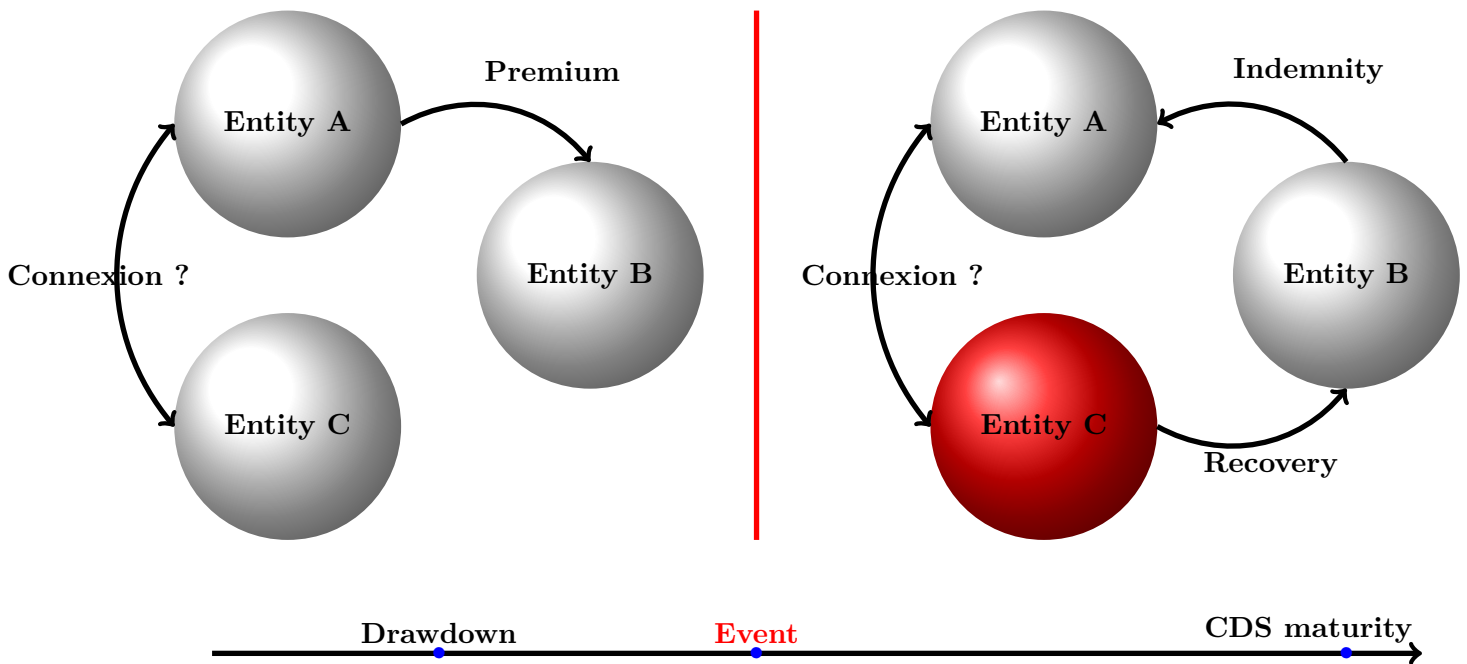 Premium
Entity A
Entity B
Connexion ?
Entity C
Indemnity
Entity A
Entity B
Connexion ?
Entity C
Recovery
Drawdown
Event
CDS maturity